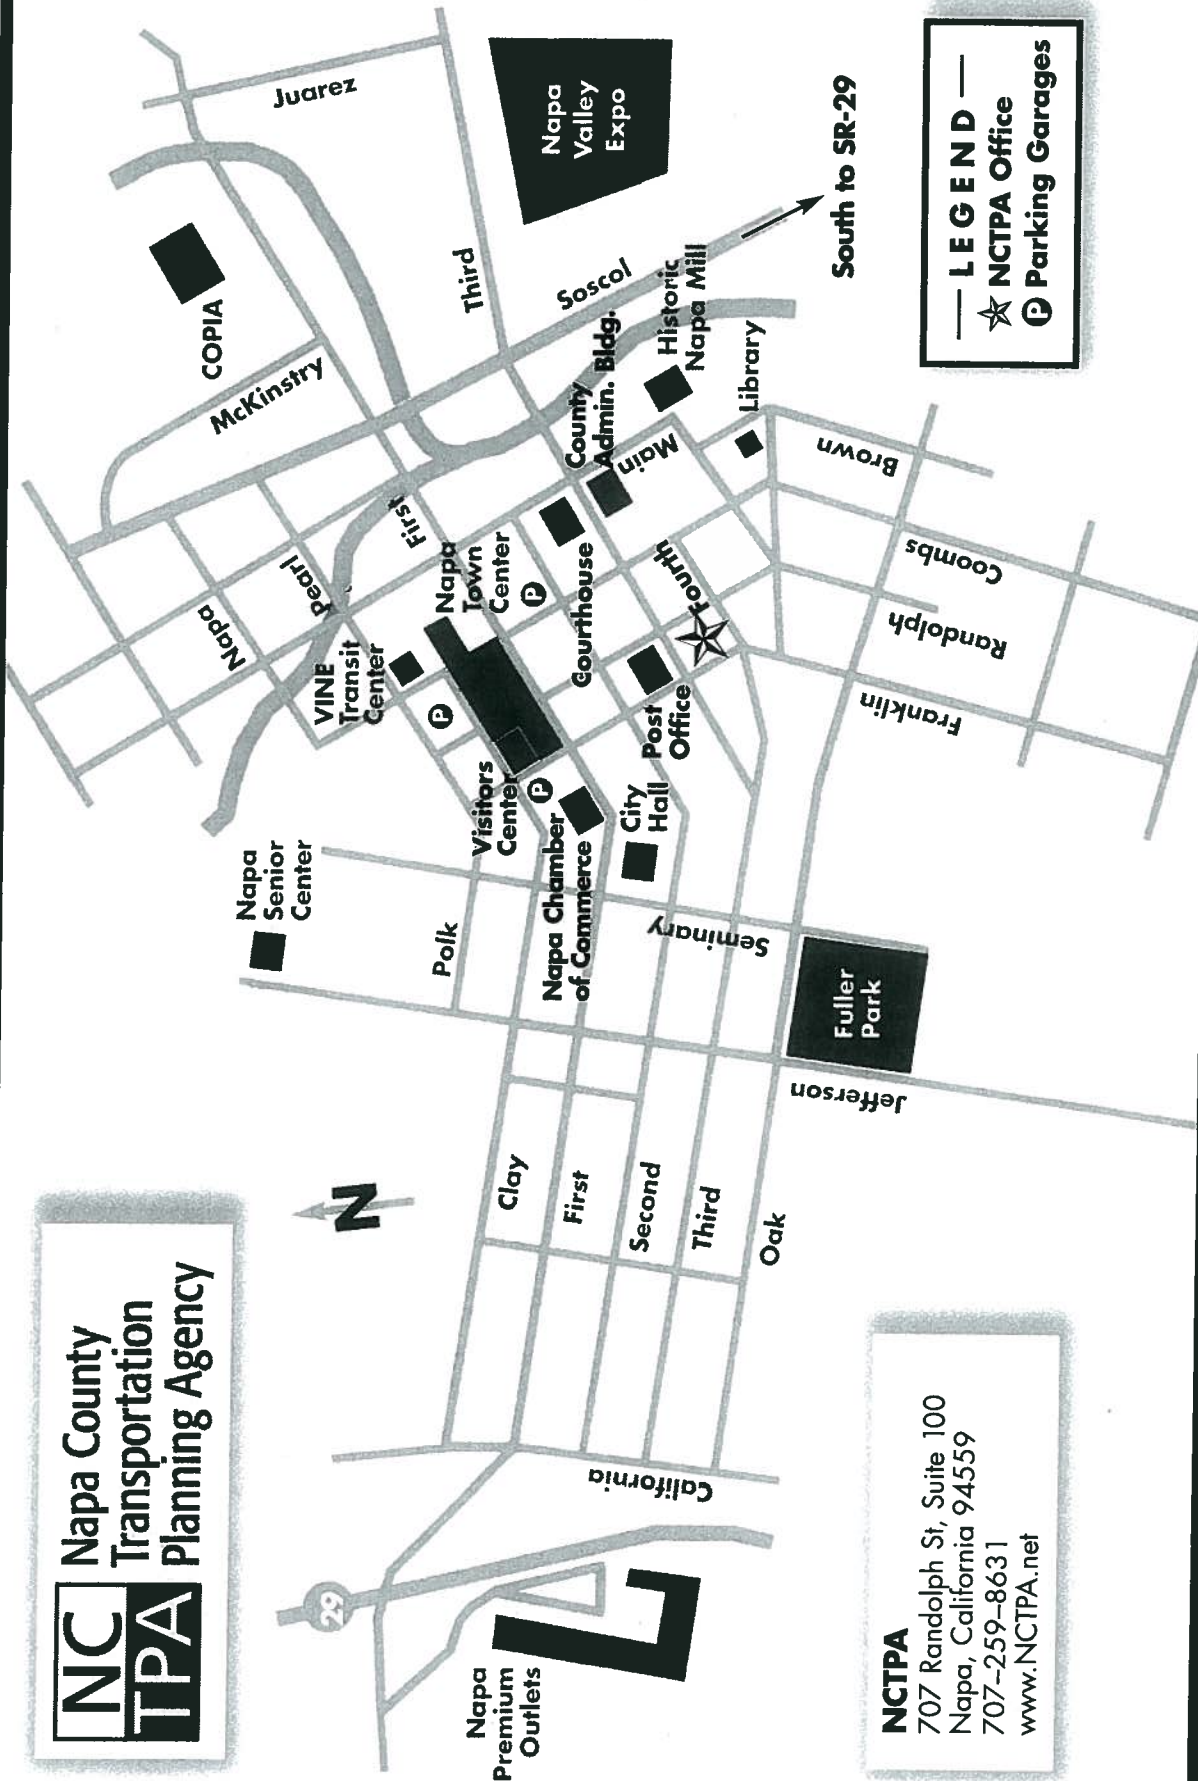 NC
TPA
Napa County
Transportation
Planning Agency
N
29
Napa
Premium
Outlets
California
Clay
First
Second
Third
Oak
Jefferson
Fuller
Park
Seminary
Polk
Napa
Senior
Center
Napa Chamber
of Commerce
City
Hall
Visitors
Center
P
P
P
VINE
Transit
Center
Napa
Town
Center
Post
Office
Courthouse
County
Admin. Bldg.
Historic
Napa Mill
Library
Napa
Pearl
First
Main
Fourth
Third
Soscol
McKinstry
COPIA
Juarez
Napa
Valley
Expo
South to SR-29
Brown
Coombs
Randolph
Franklin
LEGEND
NCTPA Office
P Parking Garages
NCTPA
707 Randolph St, Suite 100
Napa, California 94559
707-259-8631
www.NCTPA.net